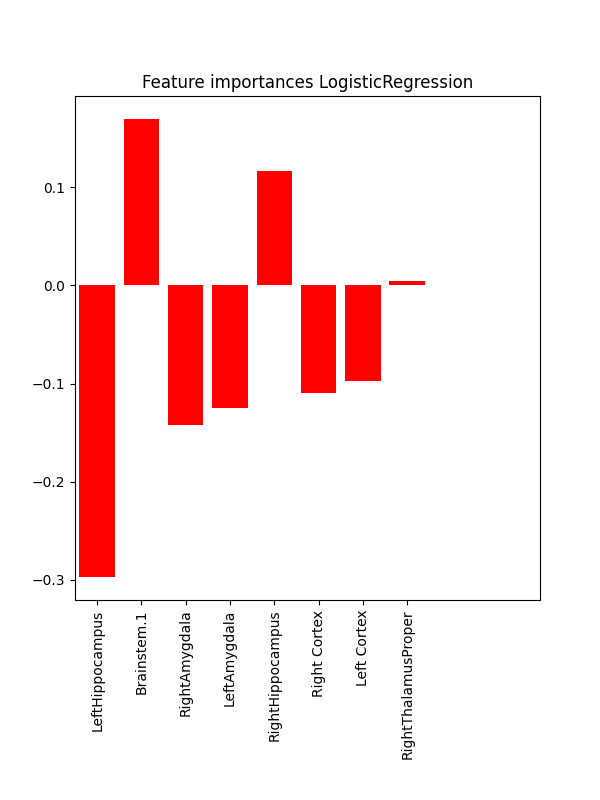 Feature importances LogisticRegression
0.1
0.0
−0.1
−0.2
−0.3
LeftHippocampus
Brainstem.1
RightAmygdala
LeftAmygdala
RightHippocampus
Right Cortex
Left Cortex
RightThalamusProper